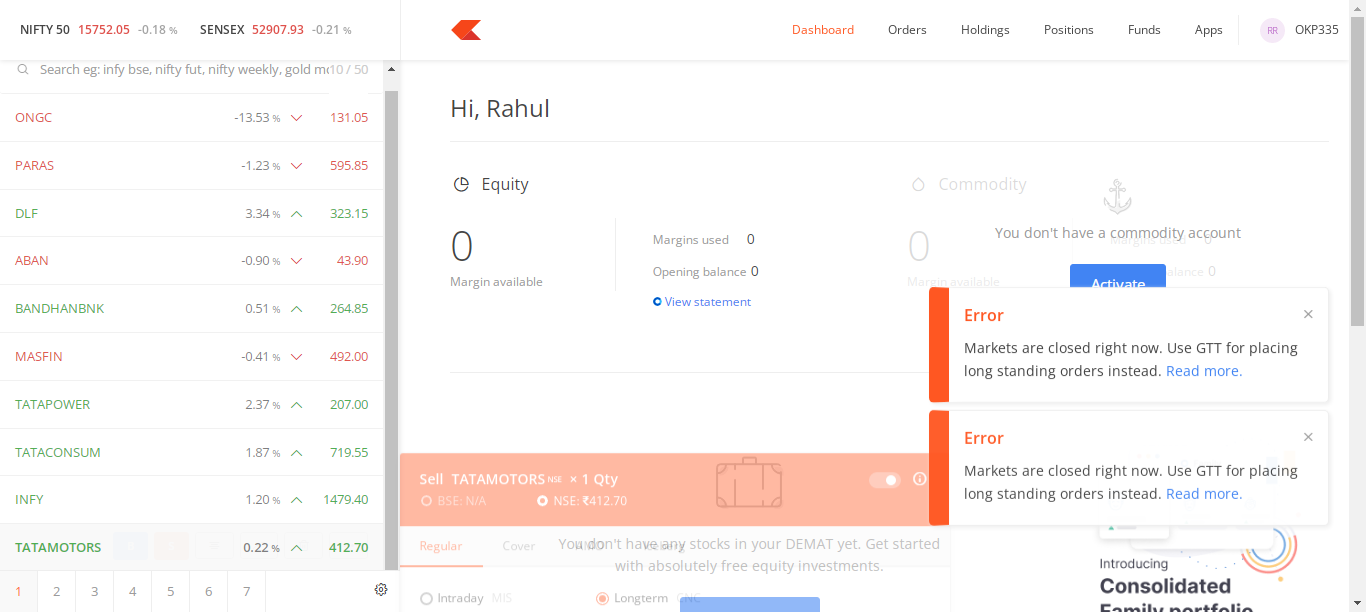 NIFTY 50 15752.05 -0.18 % SENSEX 52907.93 -0.21 %
Dashboard Orders Holdings Positions Funds Apps RR OKP335
Search eg: infy bse, nifty fut, nifty weekly, gold mc 10 / 50
ONGC -13.53 % 131.05
PARAS -1.23 % 595.85
DLF 3.34 % 323.15
ABAN -0.90 % 43.90
BANDHANBNK 0.51 % 264.85
MASFIN -0.41 % 492.00
TATAPOWER 2.37 % 207.00
TATACONSUM 1.87 % 719.55
INFY 1.20 % 1479.40
TATAMOTORS 0.22 % 412.70
1 2 3 4 5 6 7
Hi, Rahul
Equity
0
Margin available
Margins used 0
Opening balance 0
View statement
Commodity
0
Margin available
Margins used 0
balance 0
You don't have a commodity account
Activate
Error
Markets are closed right now. Use GTT for placing
long standing orders instead. Read more.
Error
Markets are closed right now. Use GTT for placing
long standing orders instead. Read more.
Sell TATAMOTORS NSE × 1 Qty
BSE: N/A NSE: ₹412.70
Regular Cover AMO Iceberg
You don't have any stocks in your DEMAT yet. Get started
with absolutely free equity investments.
Intraday MIS Longterm CNC
Introducing
Consolidated
Family portfolio